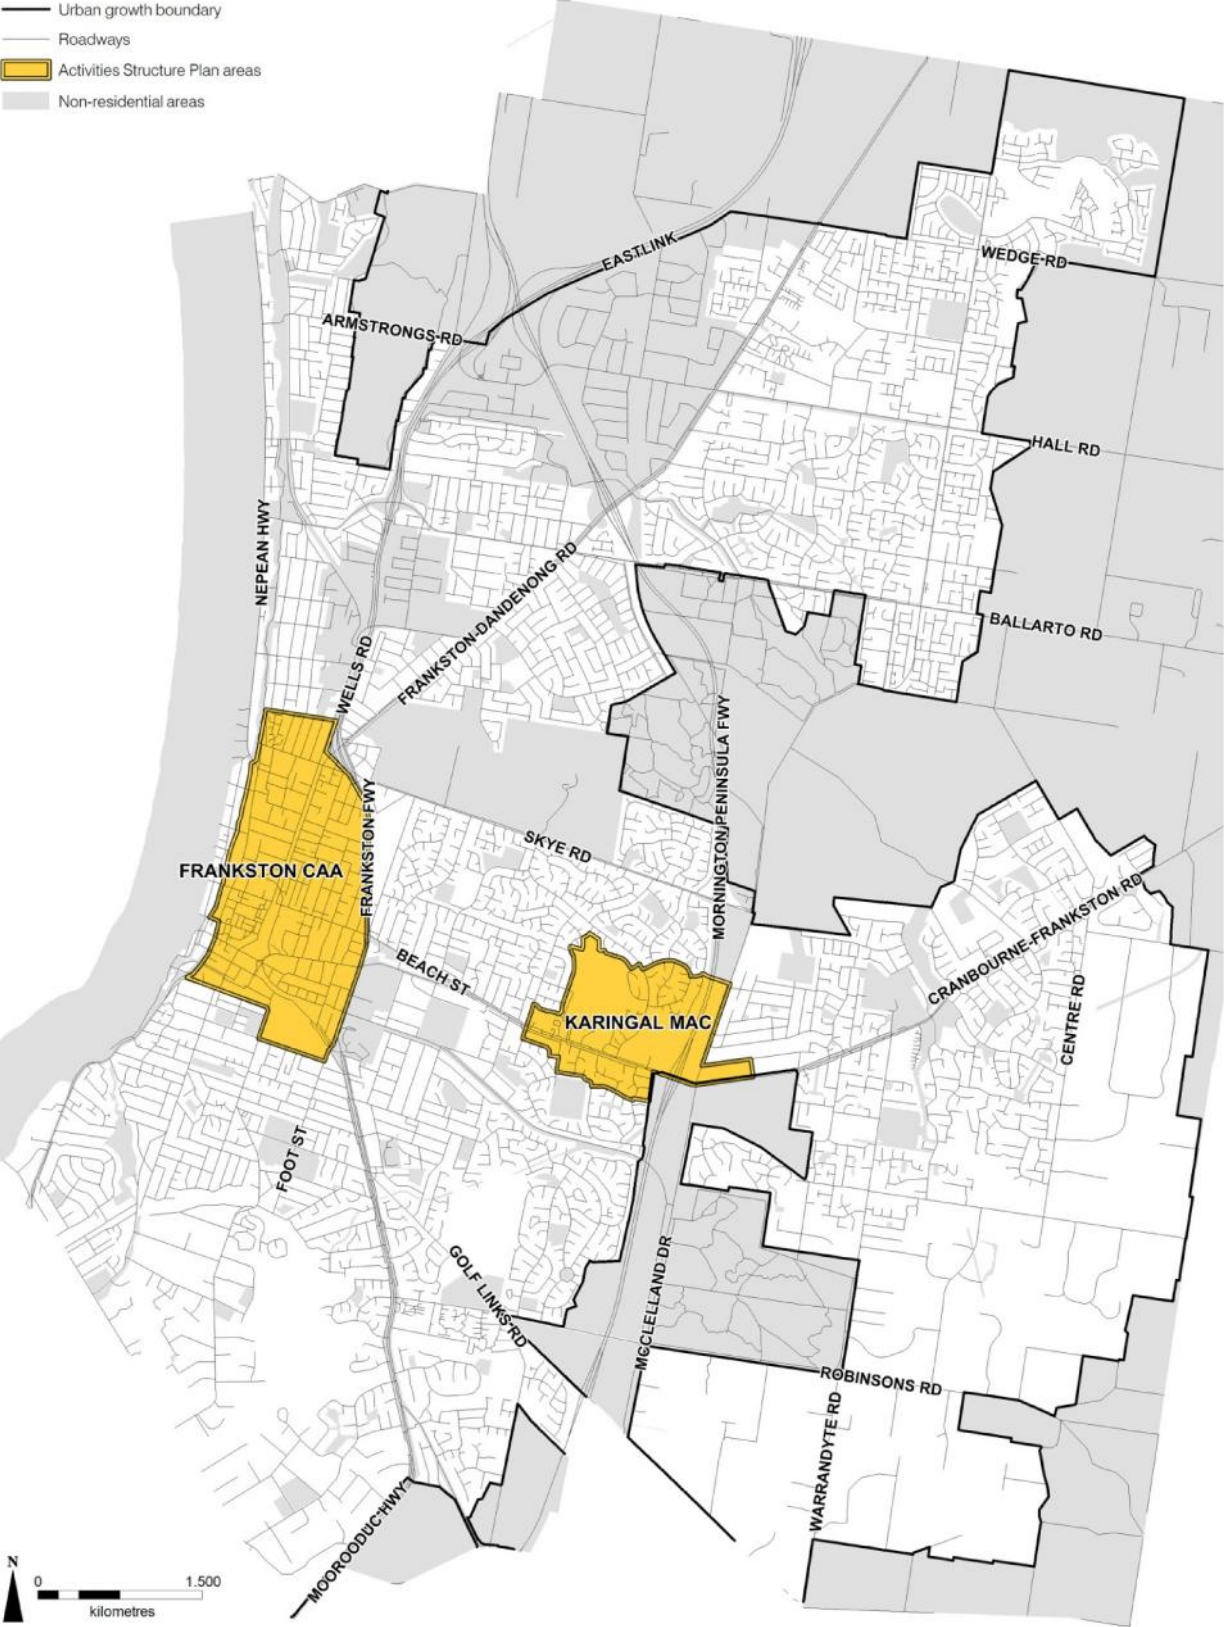 Urban growth boundary
Roadways
Activities Structure Plan areas
Non-residential areas
EASTLINK
WEDGE RD
ARMSTRONGS RD
HALL RD
NEPEAN HWY
FRANKSTON-DANDENONG RD
BALLARTO RD
WELLS RD
MORNINGTON PENINSULA FWY
FRANKSTON FWY
SKYE RD
FRANKSTON CAA
CRANBOURNE-FRANKSTON RD
BEACH ST
KARINGAL MAC
CENTRE RD
FOOT ST
GOLF LINKS RD
MCCLELLAND DR
ROBINSONS RD
WARRANDYTE RD
MOOROODUC HWY
N
0 1.500
kilometres